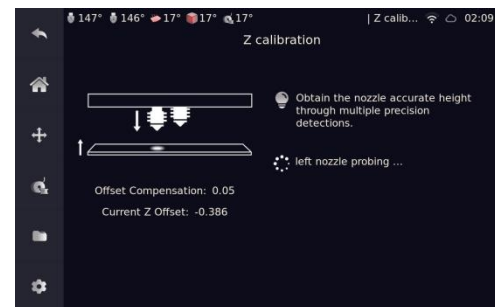 147° 146° 17° 17° 17° | Z calib... 02:09
Z calibration
Obtain the nozzle accurate height
through multiple precision
detections.
left nozzle probing ...
Offset Compensation: 0.05
Current Z Offset: -0.386